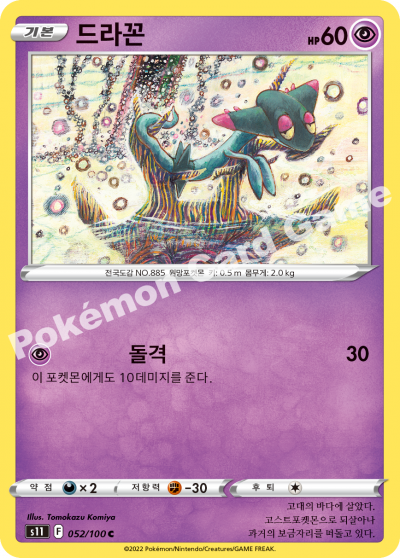 기본 드라꼰 HP60
전국도감 NO.885 원망포켓몬 키: 0.5 m 몸무게: 2.0 kg
Pokémon Card Game
돌격 30
이 포켓몬에게도 10데미지를 준다.
약점 ×2 저항력 -30 후퇴
Illus. Tomokazu Komiya
고대의 바다에 살았다.
고스트포켓몬으로 되살아나
과거의 보금자리를 떠돌고 있다.
s11 F 052/100 C
©2022 Pokémon/Nintendo/Creatures/GAME FREAK.